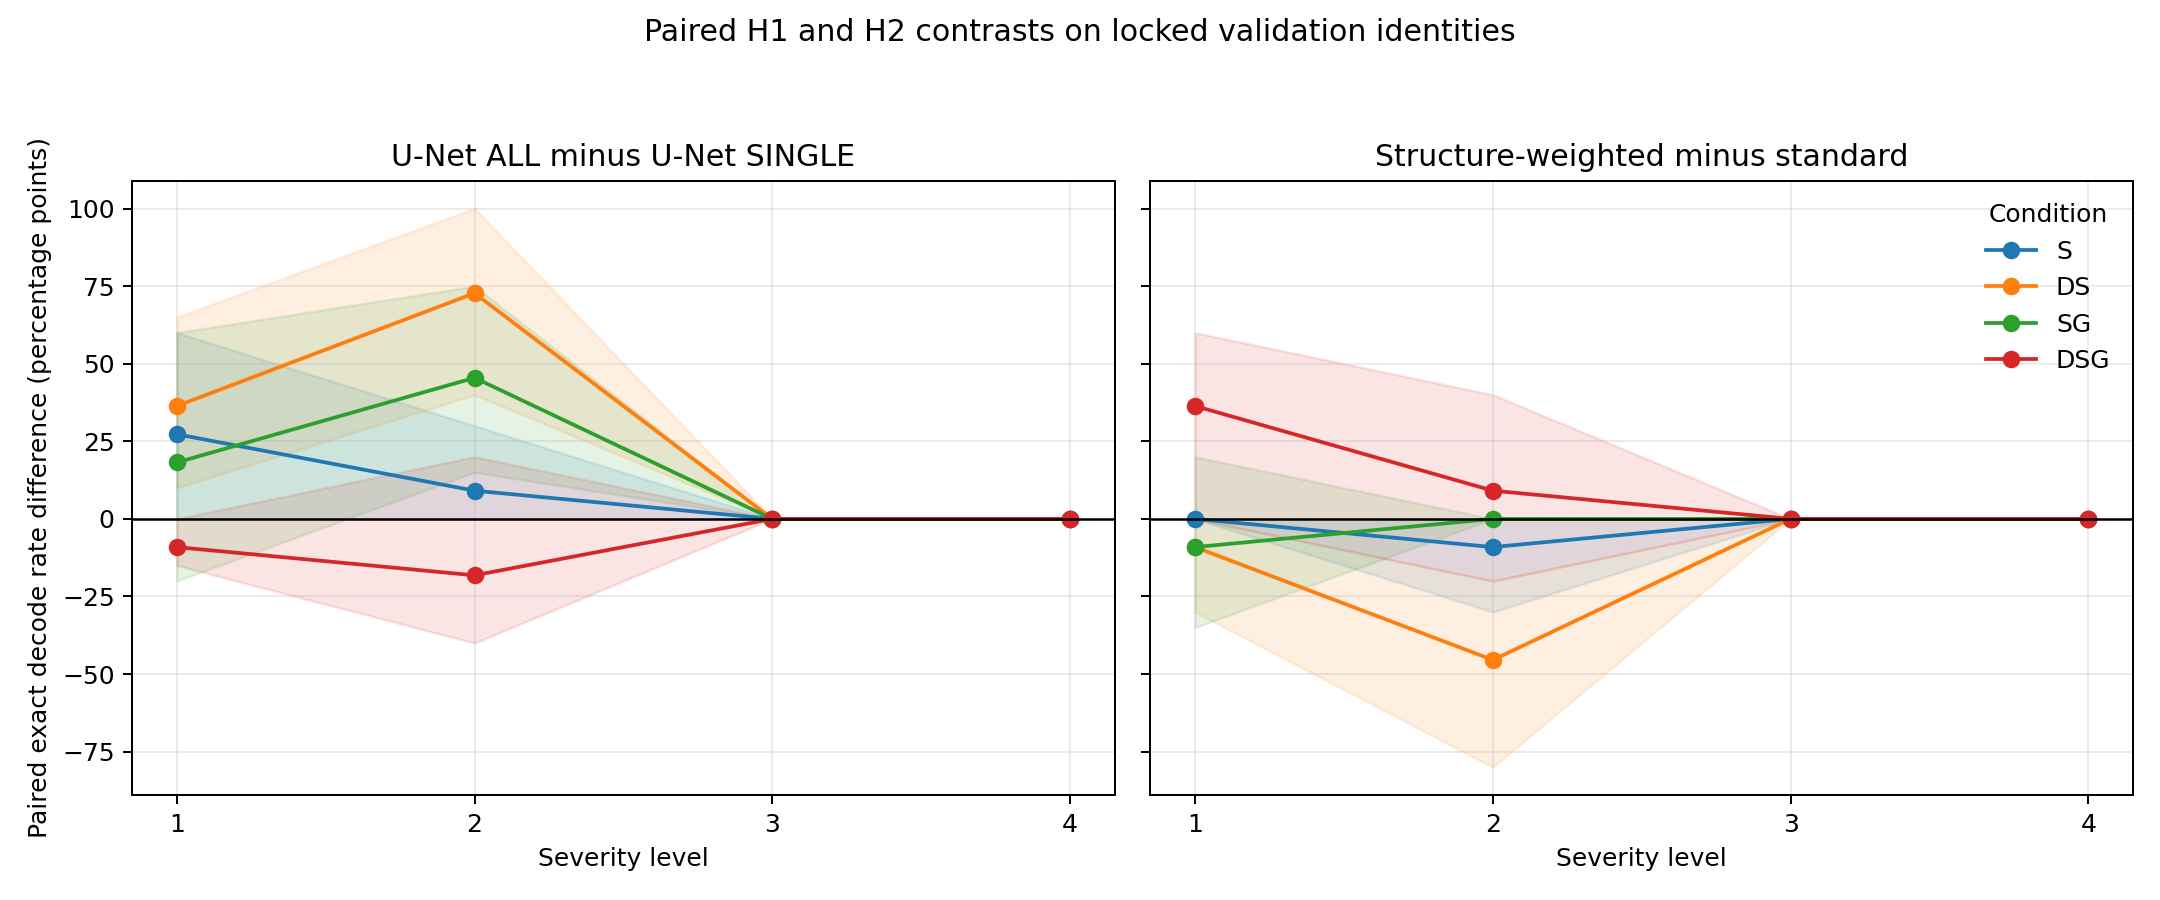 Paired H1 and H2 contrasts on locked validation identities
U-Net ALL minus U-Net SINGLE
Paired exact decode rate difference (percentage points)
100
75
50
25
0
−25
−50
−75
1
2
3
4
Severity level
Structure-weighted minus standard
Condition
S
DS
SG
DSG
1
2
3
4
Severity level